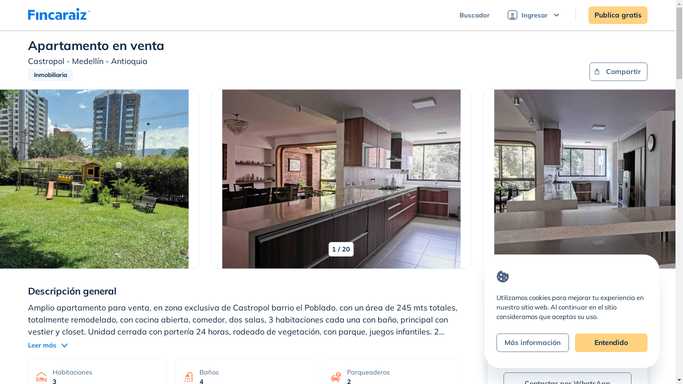 Fincaraiz
Buscador
Ingresar
Publica gratis
Apartamento en venta
Castropol - Medellín - Antioquia
Inmobiliaria
Compartir
1 / 20
Descripción general
Amplio apartamento para venta, en zona exclusiva de Castropol barrio el Poblado, con un área de 245 mts totales,
totalmente remodelado, con cocina abierta, comedor, dos salas, 3 habitaciones cada una con baño, principal con
vestier y closet. Unidad cerrada con portería 24 horas, rodeado de vegetación, con parque, juegos infantiles. 2...
Leer más
Habitaciones
3
Baños
4
Parqueaderos
2
Utilizamos cookies para mejorar tu experiencia en
nuestro sitio web. Al continuar en el sitio
consideramos que aceptas su uso.
Más información
Entendido
Contactar por WhatsApp